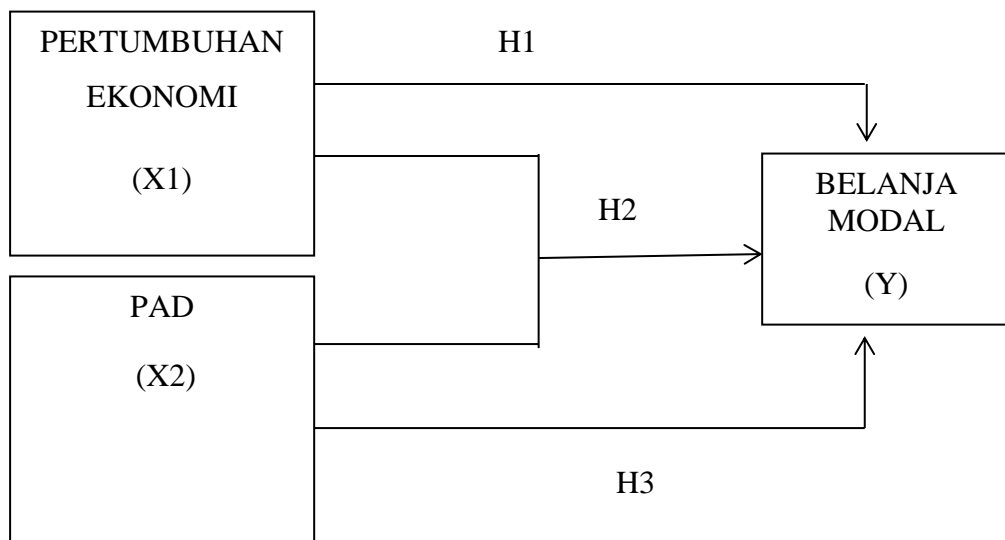 PERTUMBUHAN
EKONOMI
(X1)
H1
BELANJA
MODAL
(Y)
H2
PAD
(X2)
H3